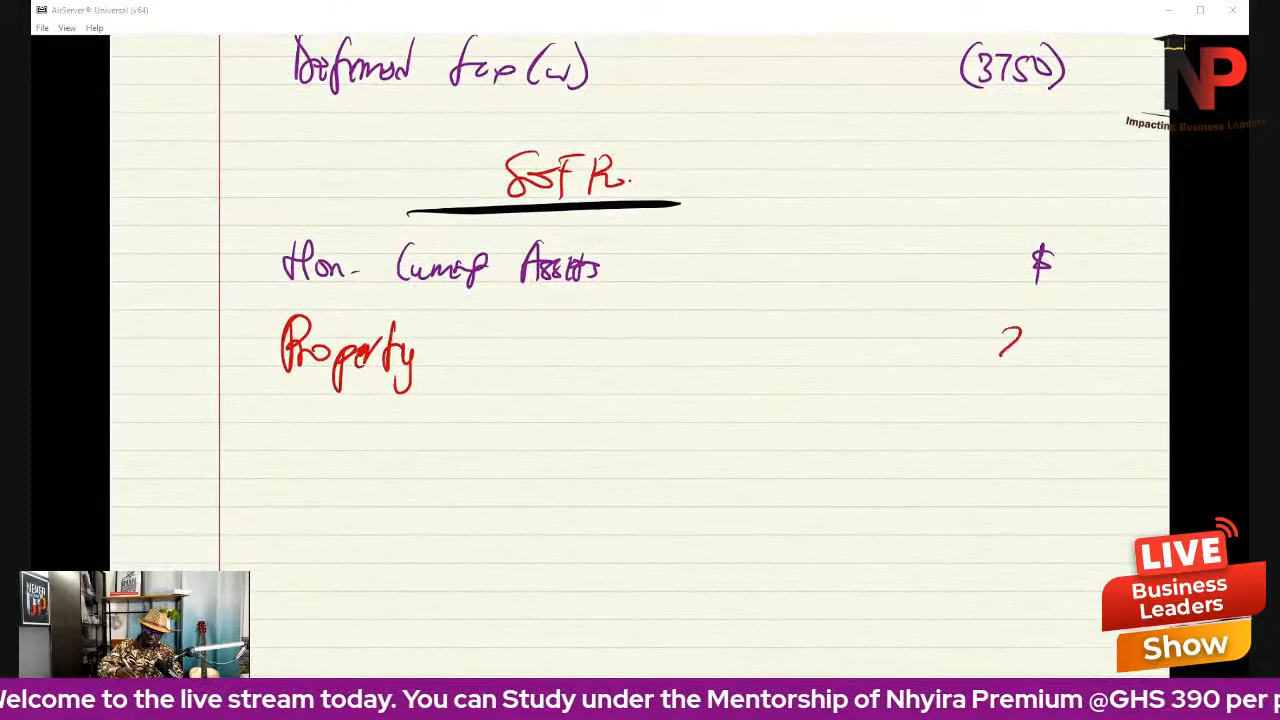 AirServer® Universal (x64)
File View Help
Deferred tax (w) (3750)
NP
Impacting Business Leaders
SOFP.
Non-Current Assets $
Property
LIVE
Business
Leaders
Show
Welcome to the live stream today. You can Study under the Mentorship of Nhyira Premium @GHS 390 per p